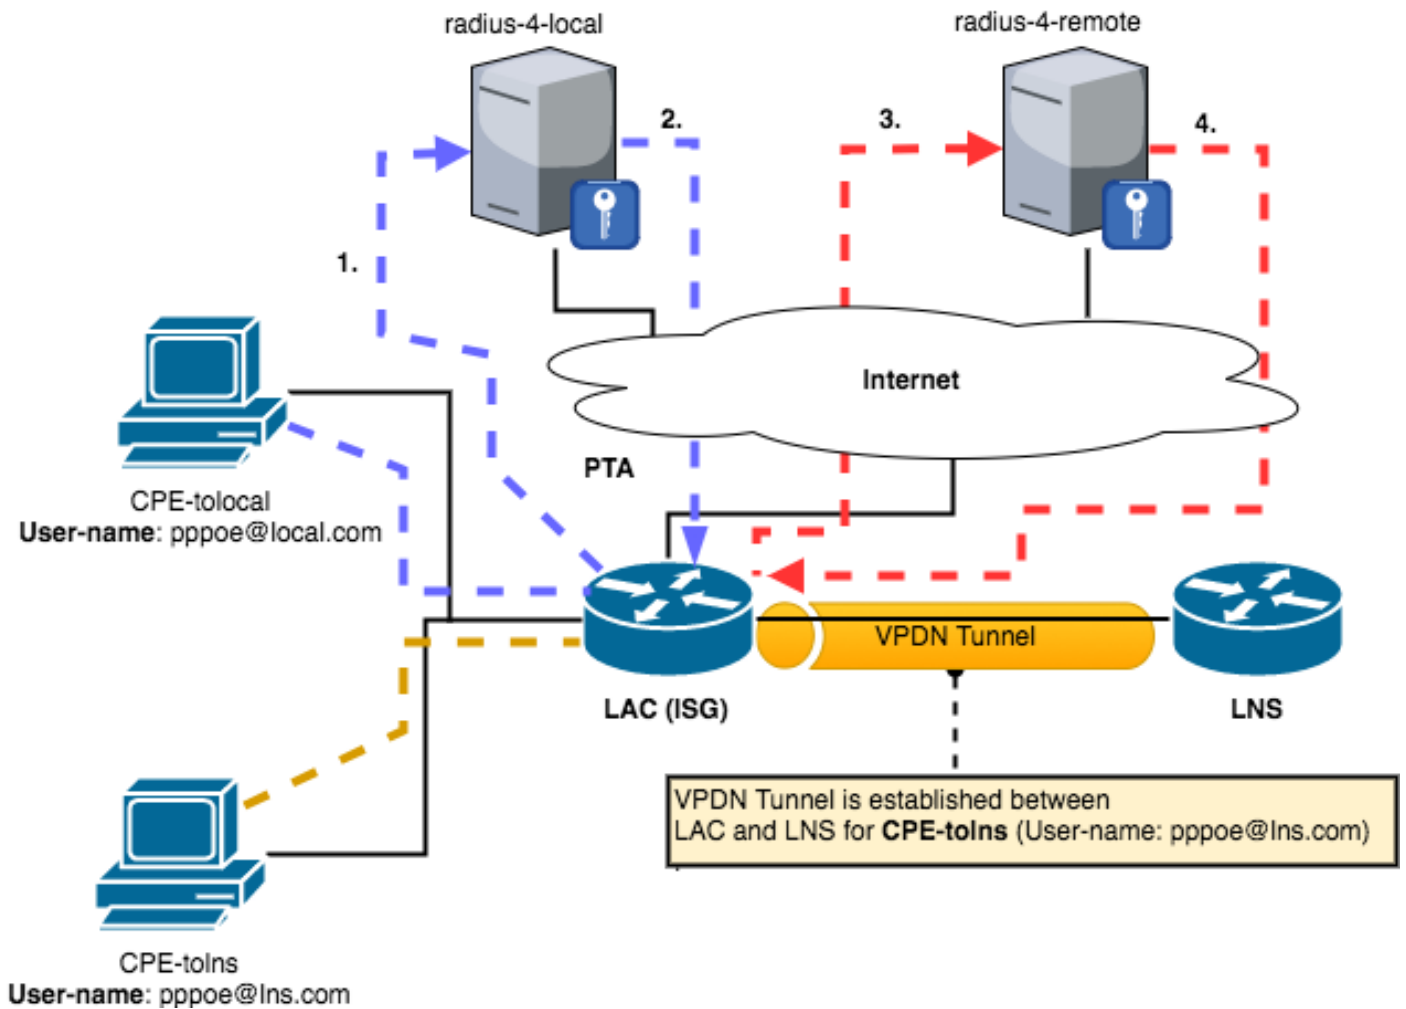 radius-4-local
radius-4-remote
2.
3.
4.
1.
Internet
PTA
CPE-tolocal
User-name: pppoe@local.com
VPDN Tunnel
LAC (ISG)
LNS
VPDN Tunnel is established between
LAC and LNS for CPE-tolns (User-name: pppoe@lns.com)
CPE-tolns
User-name: pppoe@lns.com